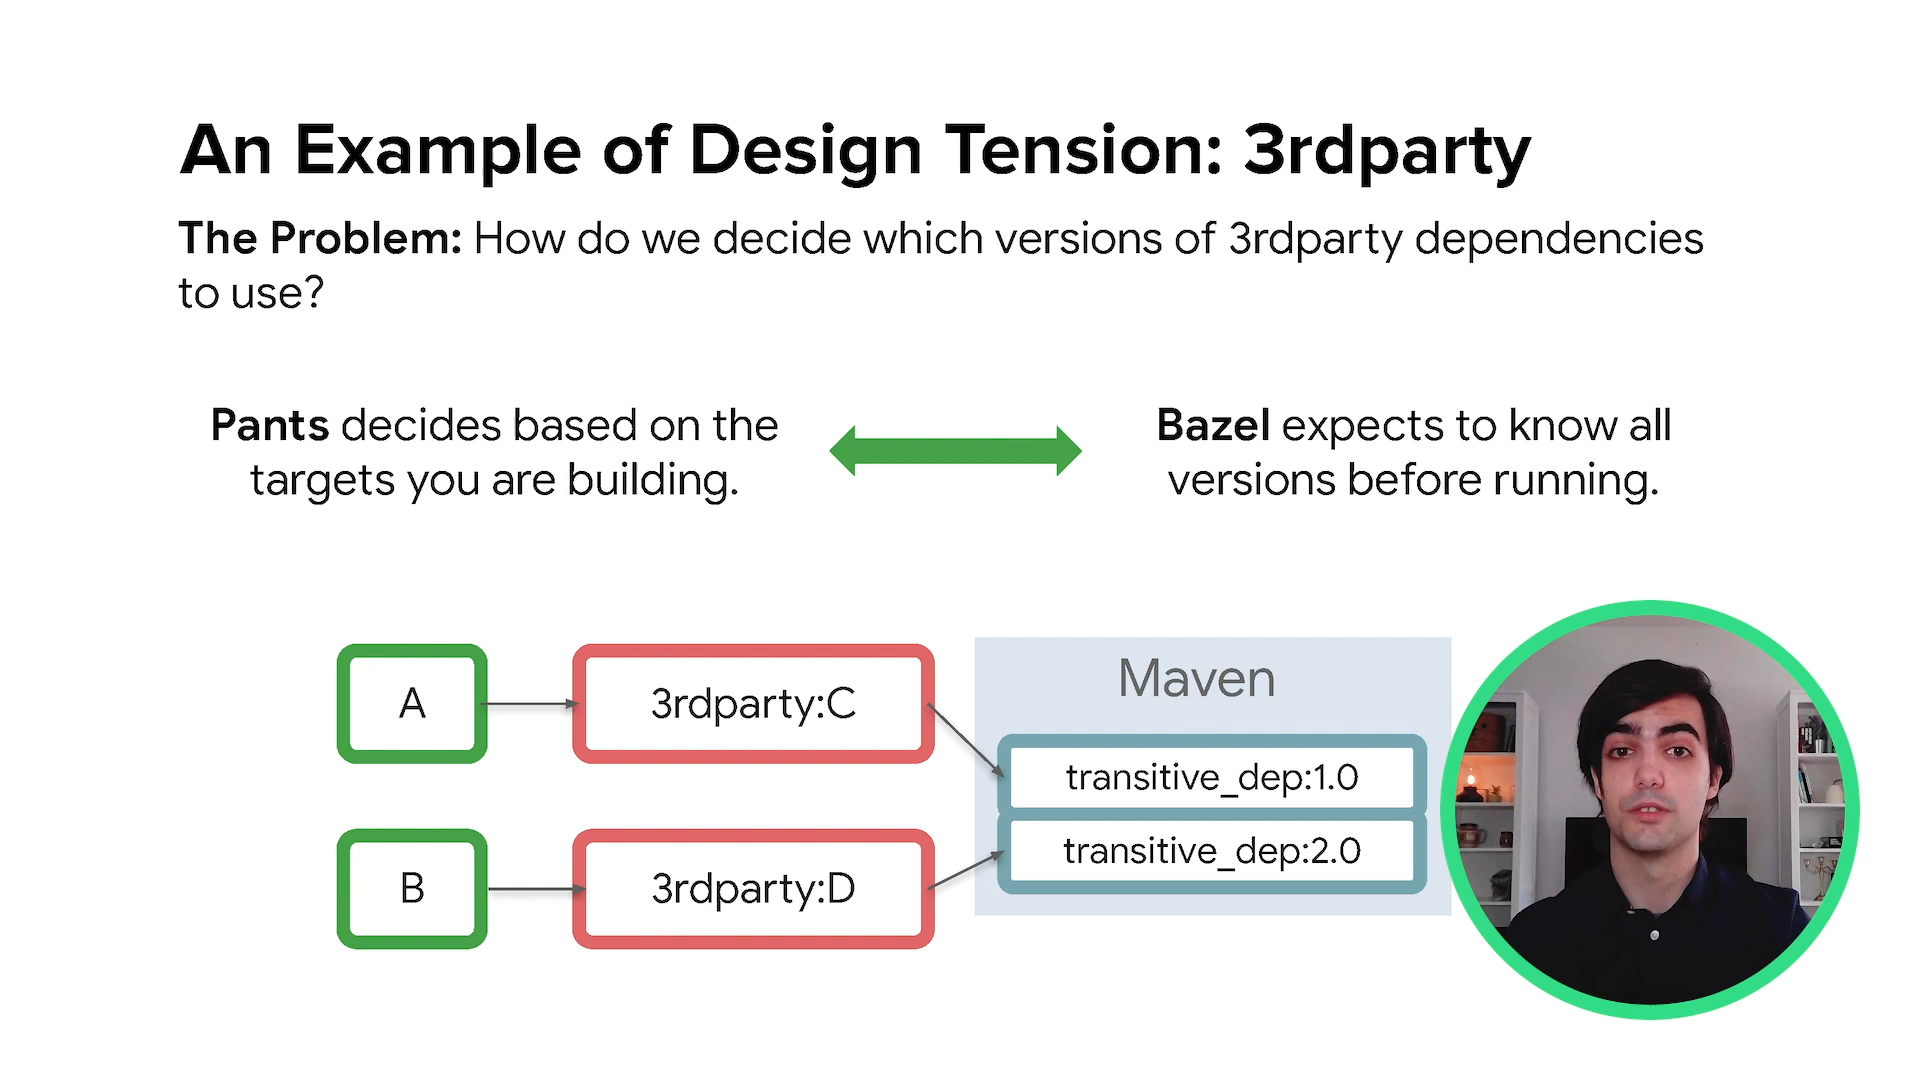 An Example of Design Tension: 3rdparty
The Problem: How do we decide which versions of 3rdparty dependencies
to use?
Pants decides based on the
targets you are building.
Bazel expects to know all
versions before running.
A
3rdparty:C
Maven
transitive_dep:1.0
transitive_dep:2.0
B
3rdparty:D